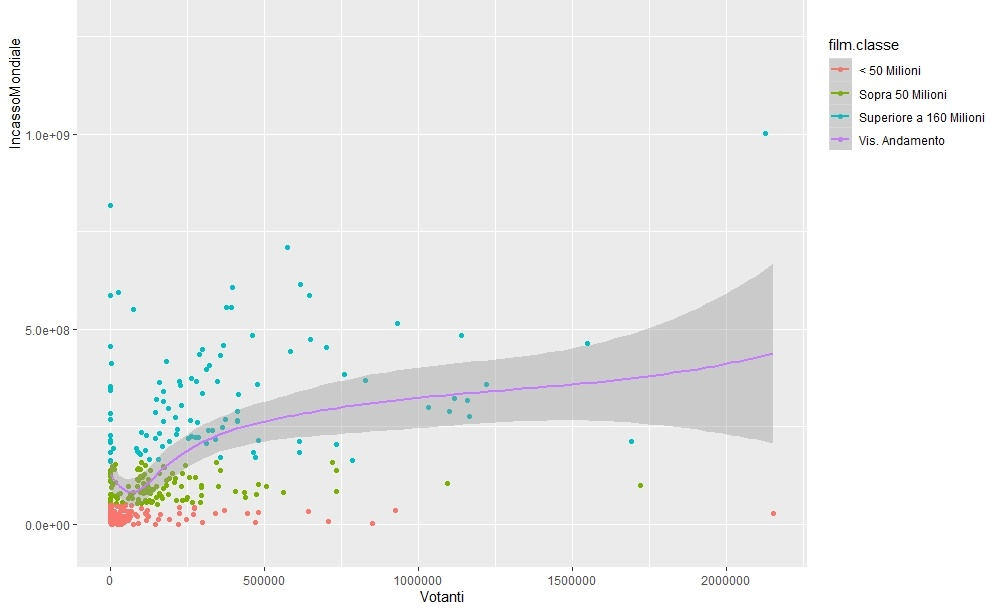 IncassoMondiale
1.0e+09
5.0e+08
0.0e+00
0
500000
1000000
1500000
2000000
Votanti
film.classe
< 50 Milioni
Sopra 50 Milioni
Superiore a 160 Milioni
Vis. Andamento